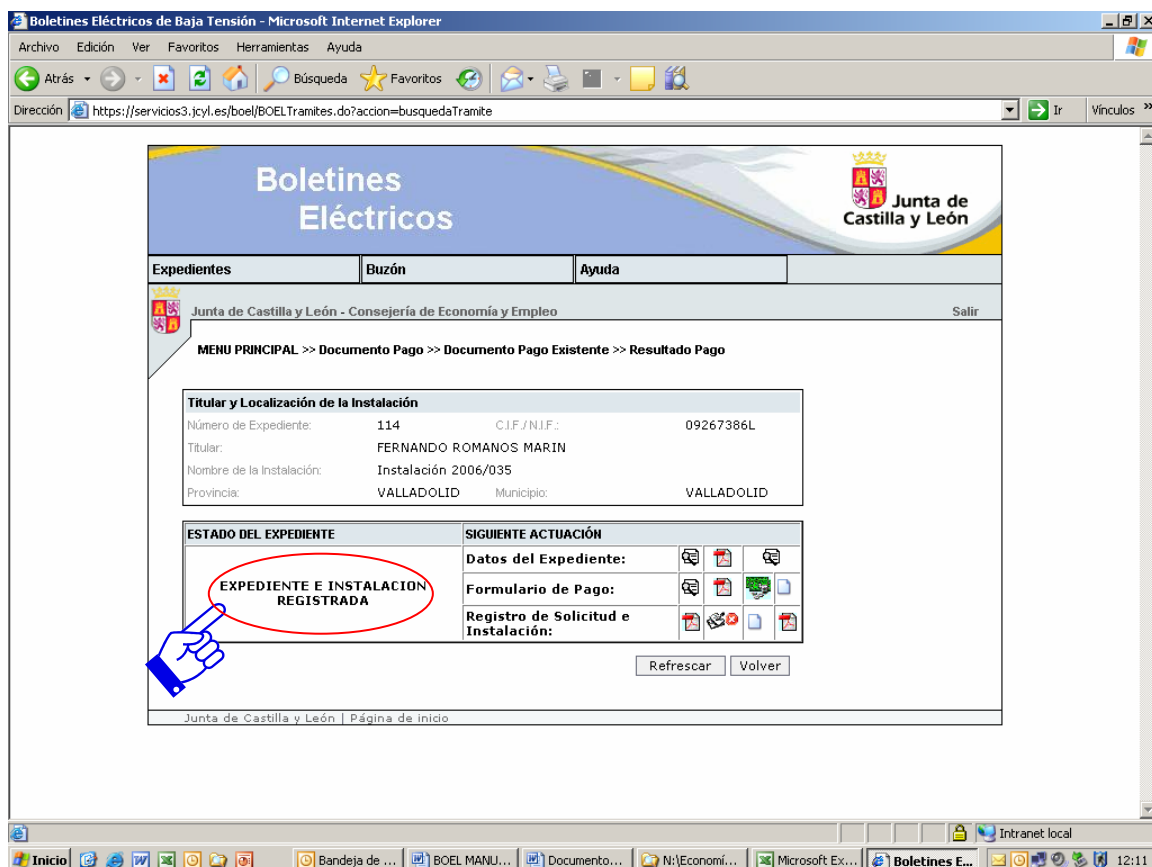 Boletines Eléctricos de Baja Tensión - Microsoft Internet Explorer
Archivo Edición Ver Favoritos Herramientas Ayuda
Atrás Búsqueda Favoritos
Dirección https://servicios3.jcyl.es/boel/BOELTramites.do?accion=busquedaTramite Ir Vínculos »
Boletines
Eléctricos
Junta de
Castilla y León
Expedientes Buzón Ayuda
Junta de Castilla y León - Consejería de Economía y Empleo Salir
MENU PRINCIPAL >> Documento Pago >> Documento Pago Existente >> Resultado Pago
Titular y Localización de la Instalación
Número de Expediente: 114 C.I.F./N.I.F.: 09267386L
Titular: FERNANDO ROMANOS MARIN
Nombre de la Instalación: Instalación 2006/035
Provincia: VALLADOLID Municipio: VALLADOLID
ESTADO DEL EXPEDIENTE SIGUIENTE ACTUACIÓN
Datos del Expediente:
EXPEDIENTE E INSTALACION
REGISTRADA
Formulario de Pago:
Registro de Solicitud e
Instalación:
Refrescar Volver
Junta de Castilla y León | Página de inicio
Intranet local
Inicio Bandeja de ... BOEL MANU... Documento... N:\Economí... Microsoft Ex... Boletines E... 12:11